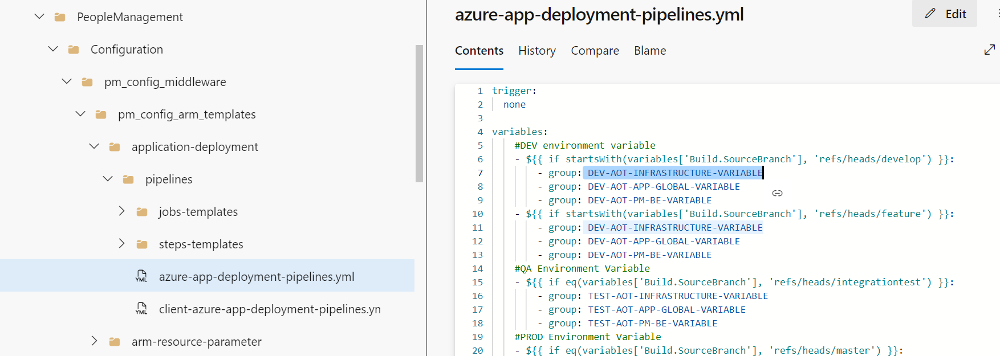 PeopleManagement
Configuration
pm_config_middleware
pm_config_arm_templates
application-deployment
pipelines
jobs-templates
steps-templates
YML azure-app-deployment-pipelines.yml
YML client-azure-app-deployment-pipelines.yn
arm-resource-parameter
azure-app-deployment-pipelines.yml
Edit
Contents History Compare Blame
1 trigger:
2 none
3
4 variables:
5 #DEV environment variable
6 - ${{ if startsWith(variables['Build.SourceBranch'], 'refs/heads/develop') }}:
7 - group: DEV-AOT-INFRASTRUCTURE-VARIABLE
8 - group: DEV-AOT-APP-GLOBAL-VARIABLE
9 - group: DEV-AOT-PM-BE-VARIABLE
10 - ${{ if startsWith(variables['Build.SourceBranch'], 'refs/heads/feature') }}:
11 - group: DEV-AOT-INFRASTRUCTURE-VARIABLE
12 - group: DEV-AOT-APP-GLOBAL-VARIABLE
13 - group: DEV-AOT-PM-BE-VARIABLE
14 #QA Environment Variable
15 - ${{ if eq(variables['Build.SourceBranch'], 'refs/heads/integrationtest') }}:
16 - group: TEST-AOT-INFRASTRUCTURE-VARIABLE
17 - group: TEST-AOT-APP-GLOBAL-VARIABLE
18 - group: TEST-AOT-PM-BE-VARIABLE
19 #PROD Environment Variable
20 - ${{ if eq(variables['Build.SourceBranch'], 'refs/heads/master') }}: